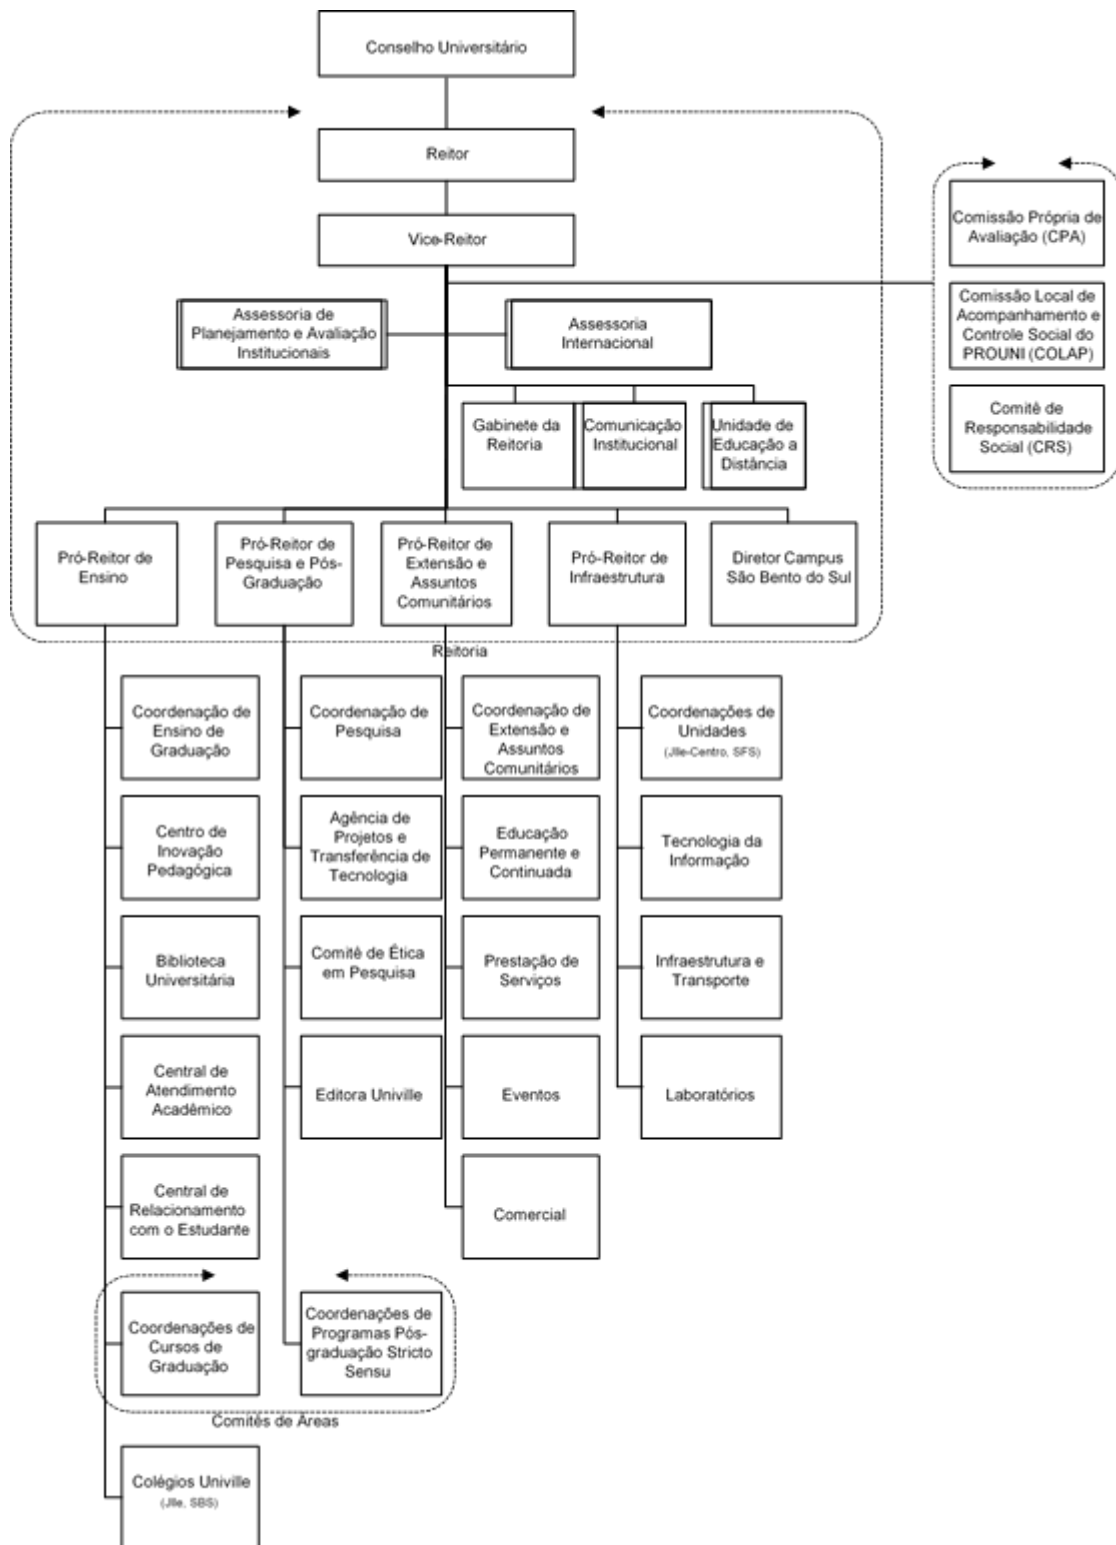 Conselho Universitário
Reitor
Vice-Reitor
Comissão Própria de
Avaliação (CPA)
Comissão Local de
Acompanhamento e
Controle Social do
PROUNI (COLAP)
Comitê de
Responsabilidade
Social (CRS)
Assessoria de
Planejamento e Avaliação
Institucionais
Assessoria
Internacional
Gabinete da
Reitoria
Comunicação
Institucional
Unidade de
Educação a
Distância
Pró-Reitor de
Ensino
Pró-Reitor de
Pesquisa e Pós-
Graduação
Pró-Reitor de
Extensão e
Assuntos
Comunitários
Pró-Reitor de
Infraestrutura
Diretor Campus
São Bento do Sul
Reitoria
Coordenação de
Ensino de
Graduação
Coordenação de
Pesquisa
Coordenação de
Extensão e
Assuntos
Comunitários
Coordenações de
Unidades
(Jlle-Centro, SFS)
Centro de
Inovação
Pedagógica
Agência de
Projetos e
Transferência de
Tecnologia
Educação
Permanente e
Continuada
Tecnologia da
Informação
Biblioteca
Universitária
Comitê de Ética
em Pesquisa
Prestação de
Serviços
Infraestrutura e
Transporte
Central de
Atendimento
Acadêmico
Editora Univille
Eventos
Laboratórios
Central de
Relacionamento
com o Estudante
Comercial
Coordenações de
Cursos de
Graduação
Coordenações de
Programas Pós-
graduação Stricto
Sensu
Comitês de Áreas
Colégios Univille
(Jlle, SBS)